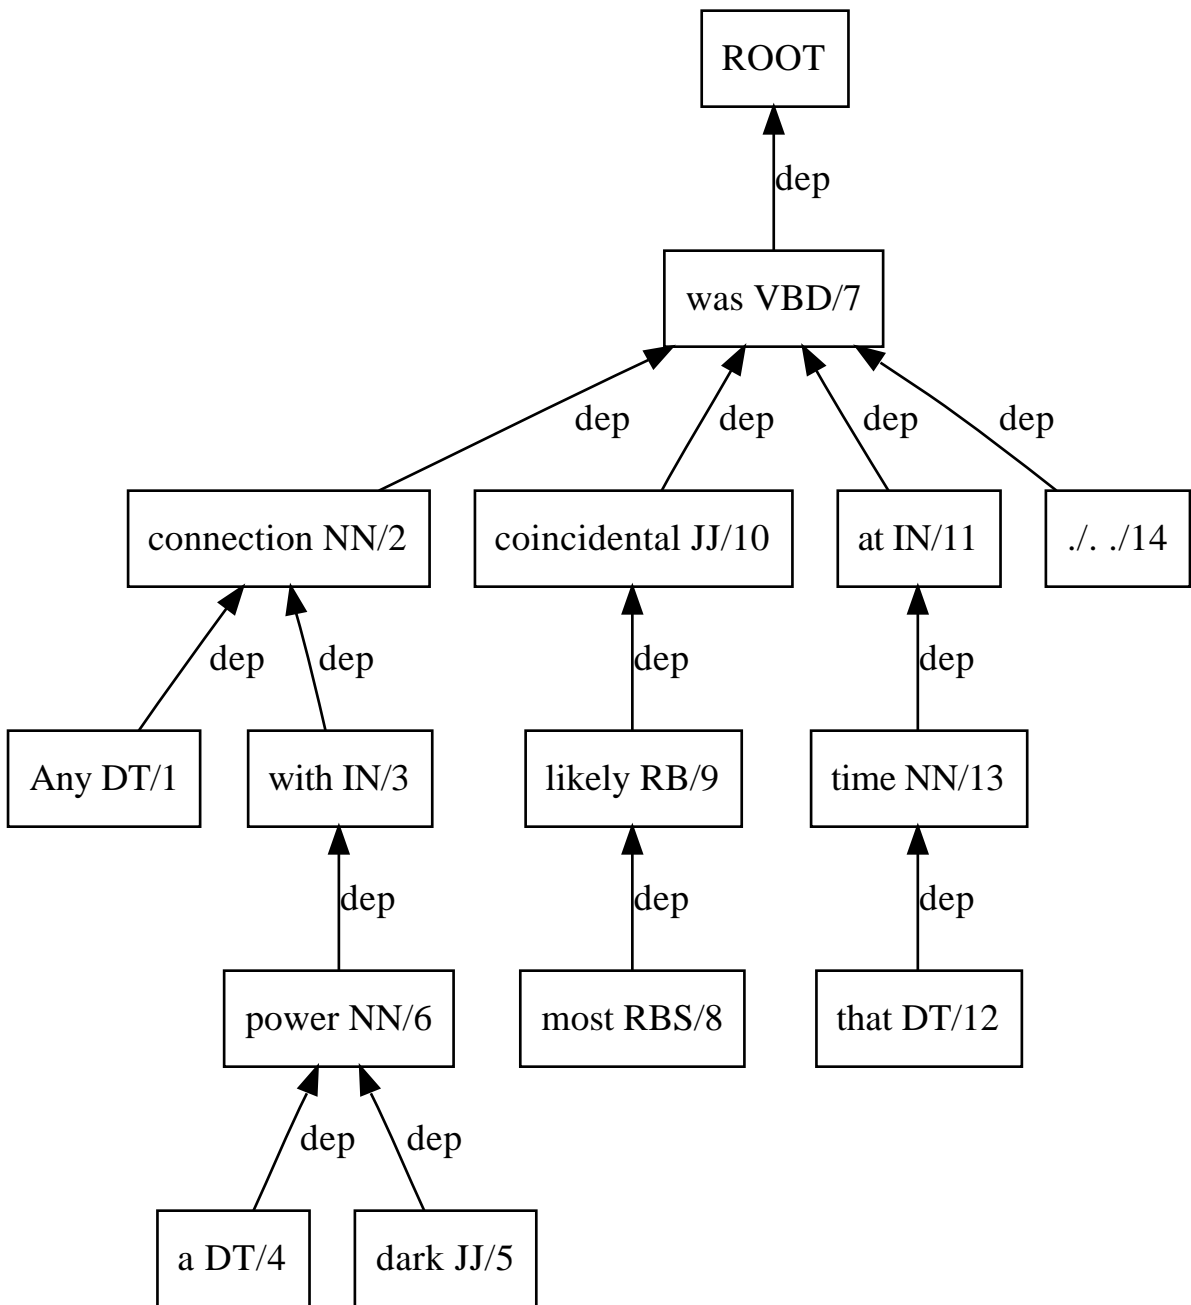 ROOT
dep
was VBD/7
dep dep dep dep
connection NN/2 coincidental JJ/10 at IN/11 ./. ./14
dep dep dep dep
Any DT/1 with IN/3 likely RB/9 time NN/13
dep dep dep
power NN/6 most RBS/8 that DT/12
dep dep
a DT/4 dark JJ/5